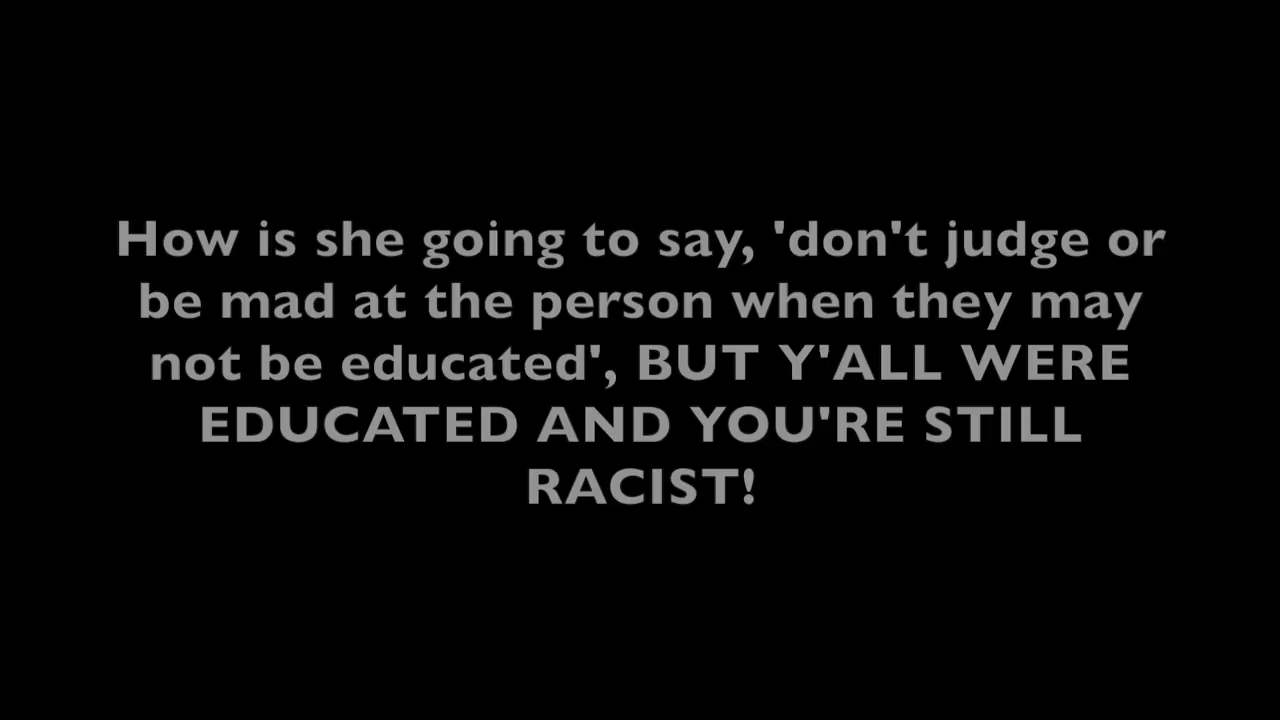 How is she going to say, 'don't judge or
be mad at the person when they may
not be educated', BUT Y'ALL WERE
EDUCATED AND YOU'RE STILL
RACIST!